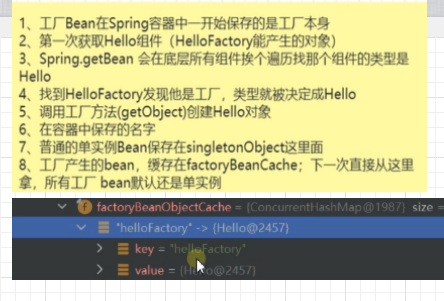 1、工厂Bean在Spring容器中一开始保存的是工厂本身
2、第一次获取Hello组件（HelloFactory能产生的对象）
3、Spring.getBean 会在底层所有组件挨个遍历找那个组件的类型是
Hello
4、找到HelloFactory发现他是工厂，类型就被决定成Hello
5、调用工厂方法(getObject)创建Hello对象
6、在容器中保存的名字
7、普通的单实例Bean保存在singletonObject这里面
8、工厂产生的bean，缓存在factoryBeanCache；下一次直接从这里
拿，所有工厂 bean默认还是单实例
factoryBeanObjectCache = {ConcurrentHashMap@1987} size =
"helloFactory" -> {Hello@2457}
key = "helloFactory"
value = {Hello@2457}